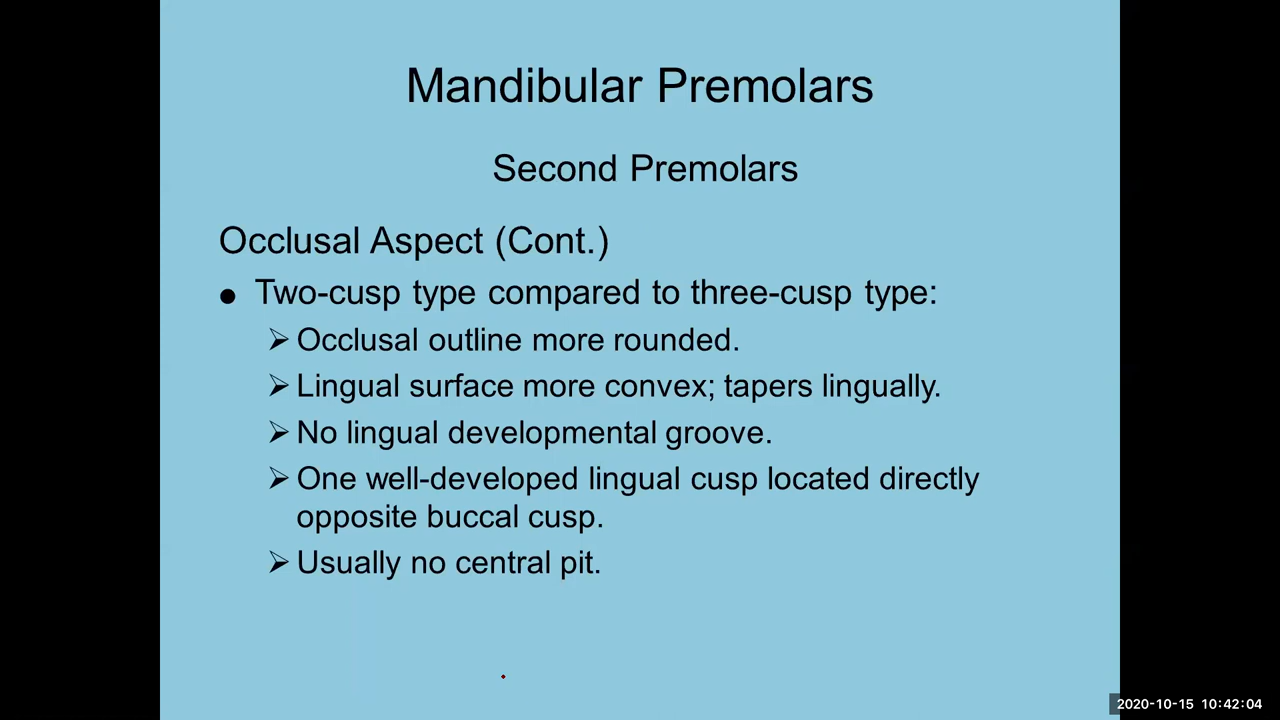 Mandibular Premolars
Second Premolars
Occlusal Aspect (Cont.)
● Two-cusp type compared to three-cusp type:
➢ Occlusal outline more rounded.
➢ Lingual surface more convex; tapers lingually.
➢ No lingual developmental groove.
➢ One well-developed lingual cusp located directly
opposite buccal cusp.
➢ Usually no central pit.
2020-10-15 10:42:04